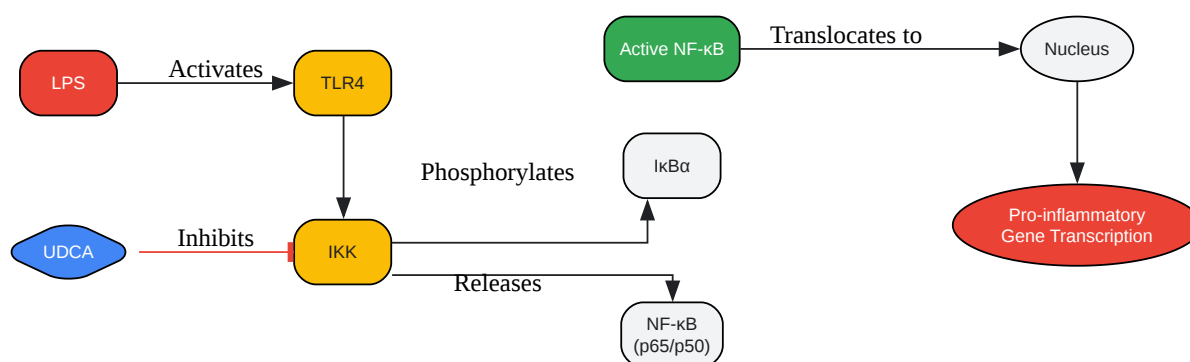 Active NF-κB
Translocates to
Nucleus
LPS
Activates
TLR4
Phosphorylates
IκBα
Pro-inflammatory
Gene Transcription
UDCA
Inhibits
IKK
Releases
NF-κB
(p65/p50)